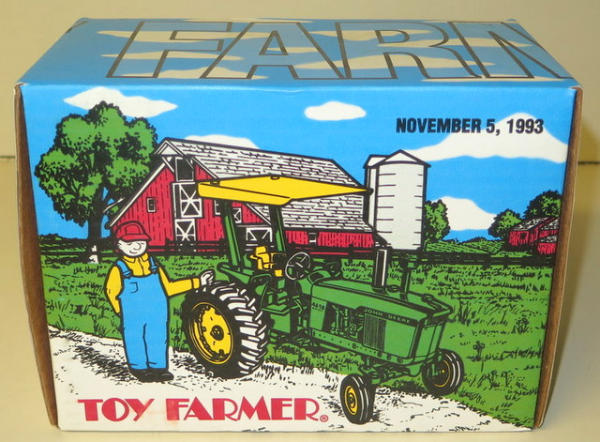 FARM
NOVEMBER 5, 1993
JOHN DEERE
TOY FARMER®